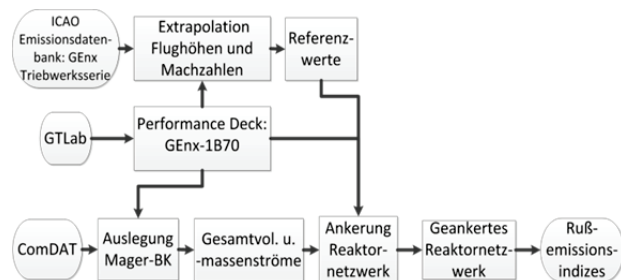 ICAO
Emissionsdaten-
bank: GEnx
Triebwerksserie
Extrapolation
Flughöhen und
Machzahlen
Referenz-
werte
GTLab
Performance Deck:
GEnx-1B70
ComDAT
Auslegung
Mager-BK
Gesamtvol. u.
-massenströme
Ankerung
Reaktor-
netzwerk
Geankertes
Reaktornetz-
werk
Ruß-
emissions-
indizes